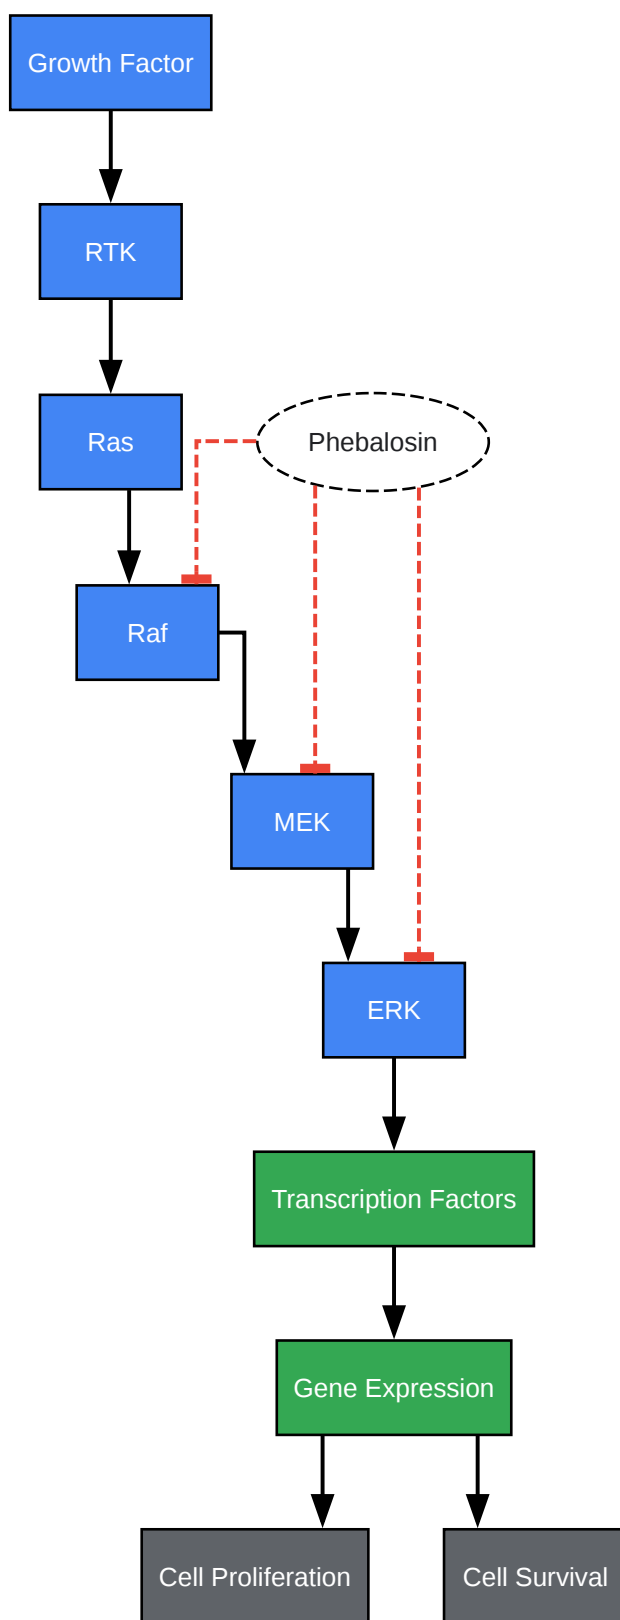 Growth Factor
RTK
Ras
Phebalosin
Raf
MEK
ERK
Transcription Factors
Gene Expression
Cell Proliferation
Cell Survival